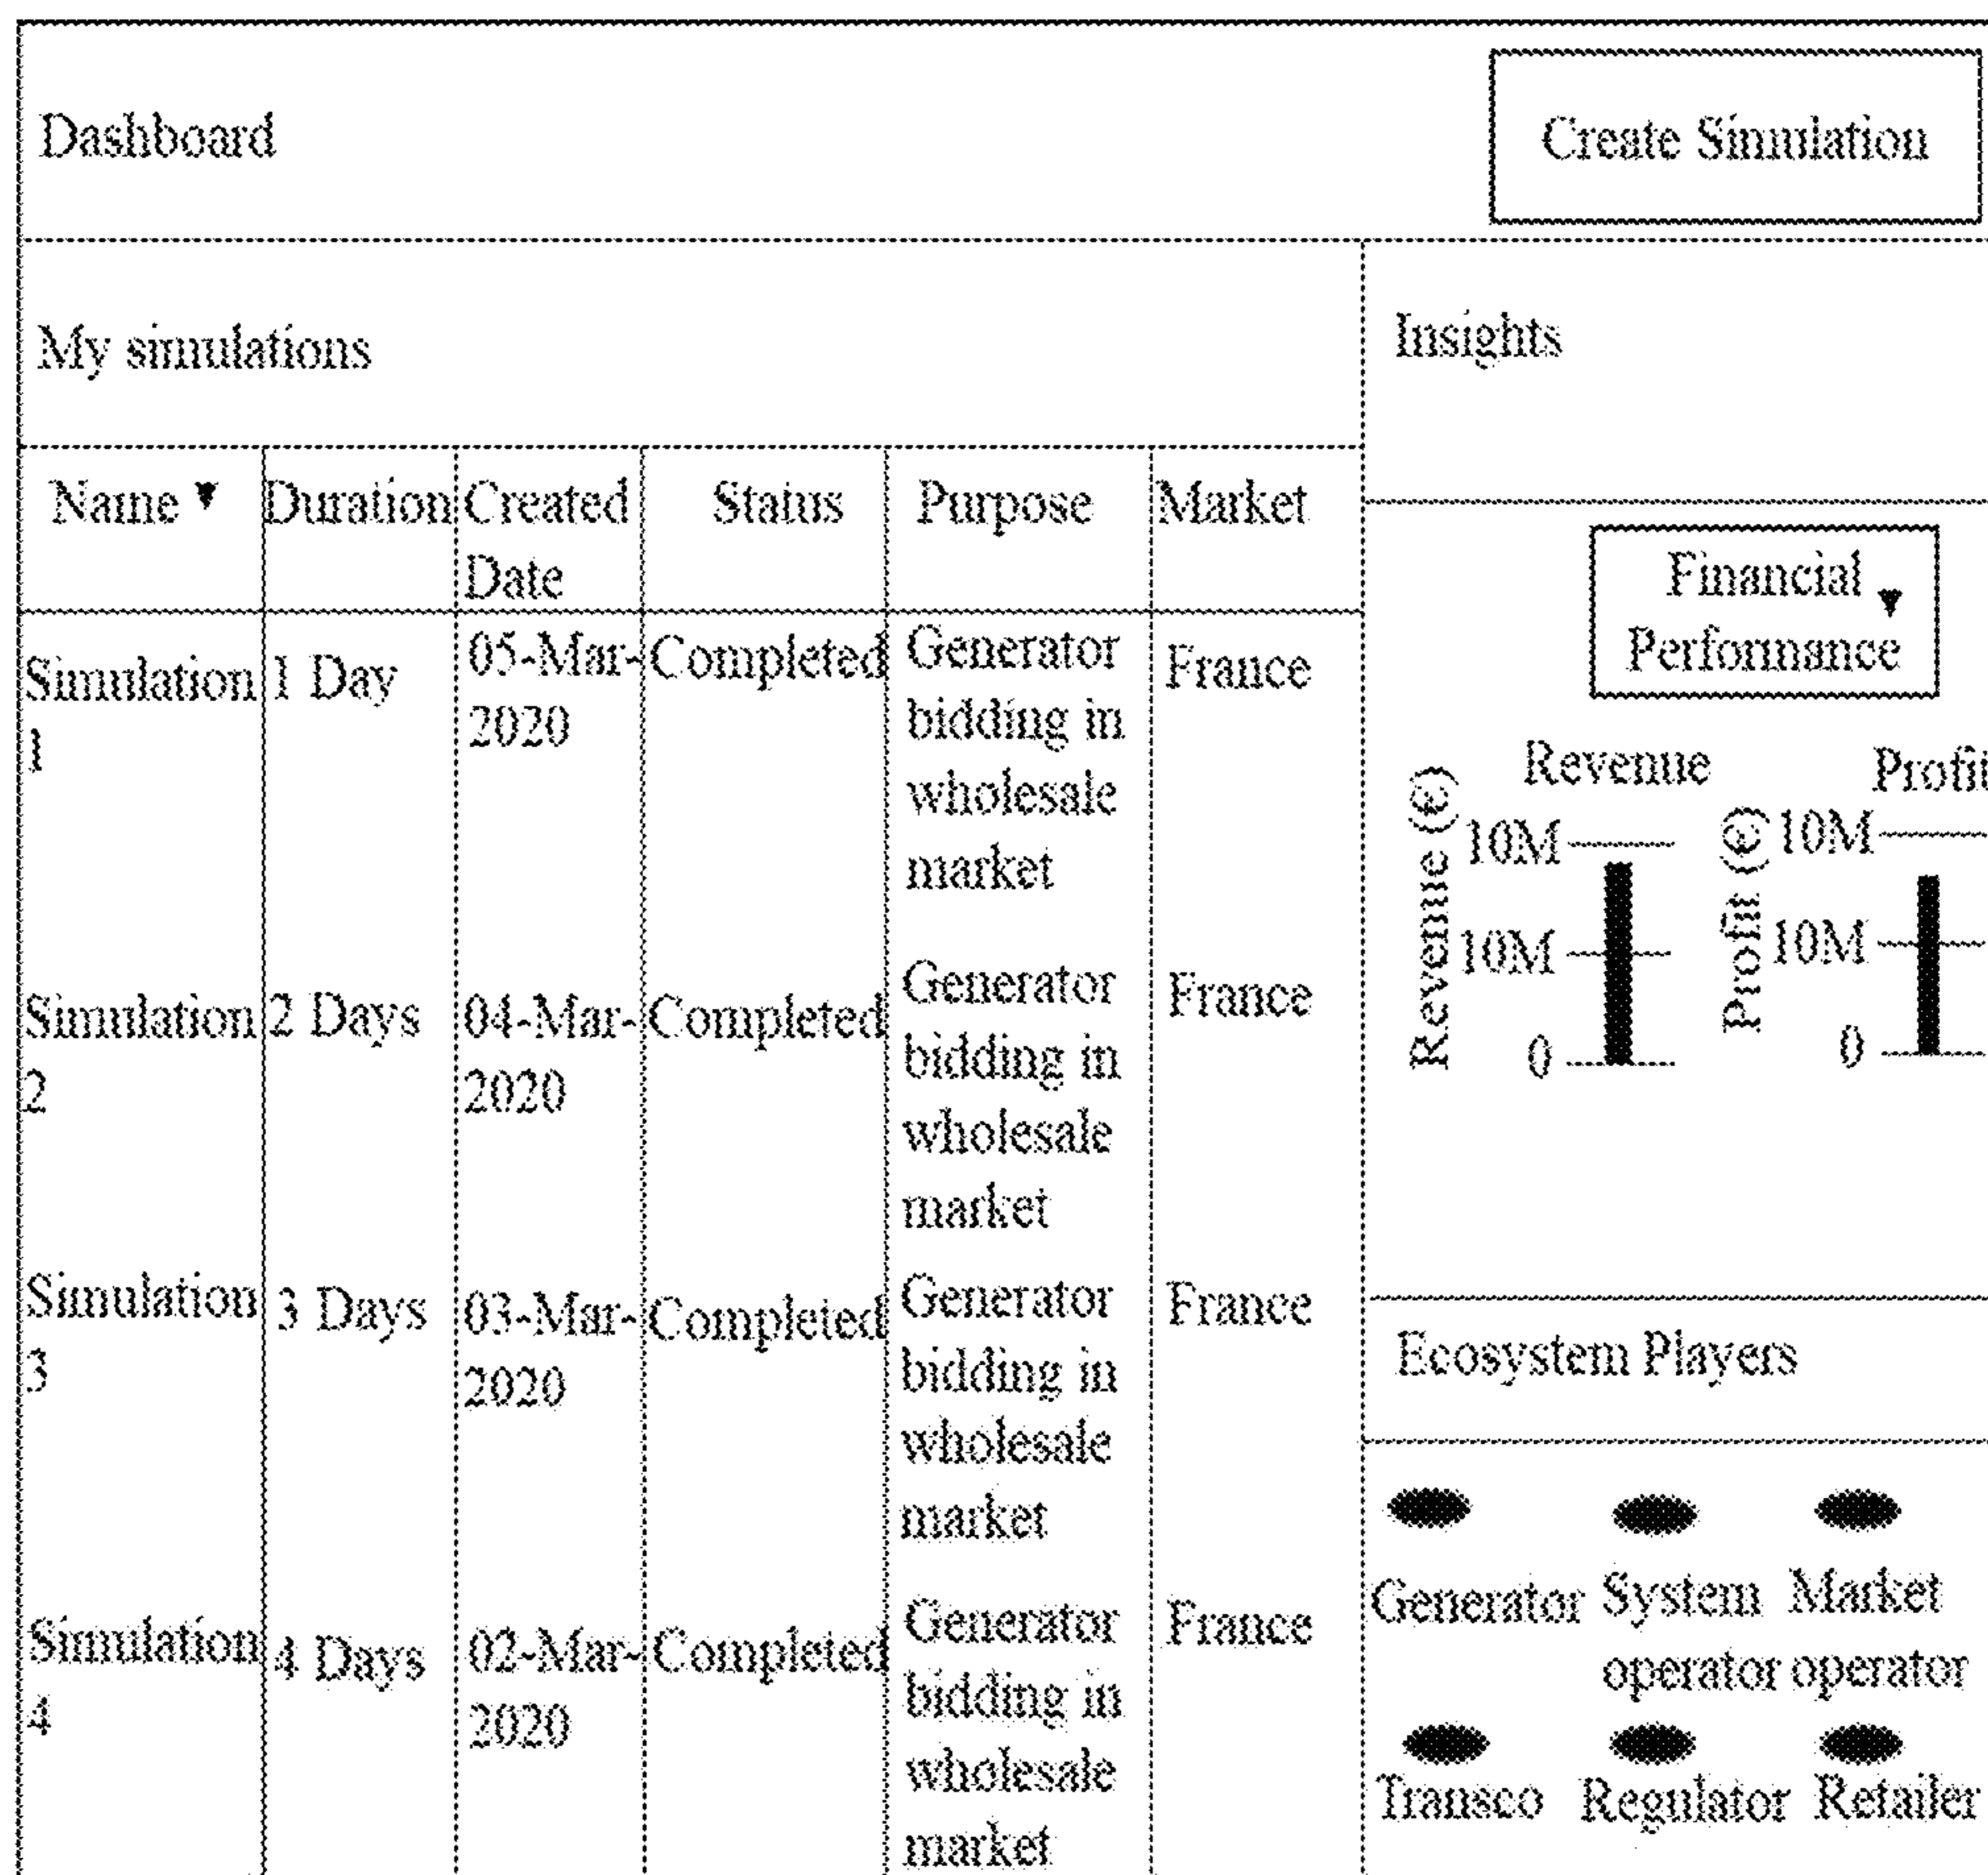 Dashboard
Create Simulation
My simulations
Name ▼ Duration Created Status Purpose Market
Date
Simulation 1 Day 05-Mar- Completed Generator France
1 2020 bidding in
wholesale
market
Simulation 2 Days 04-Mar- Completed Generator France
2 2020 bidding in
wholesale
market
Simulation 3 Days 03-Mar- Completed Generator France
3 2020 bidding in
wholesale
market
Simulation 4 Days 02-Mar- Completed Generator France
4 2020 bidding in
wholesale
market
Insights
Financial ▼
Performance
Revenue
Revenue (€)
10M
10M
0
Profit
Profit (€)
10M
10M
0
Ecosystem Players
Generator System Market
operator operator
Transco Regulator Retailer